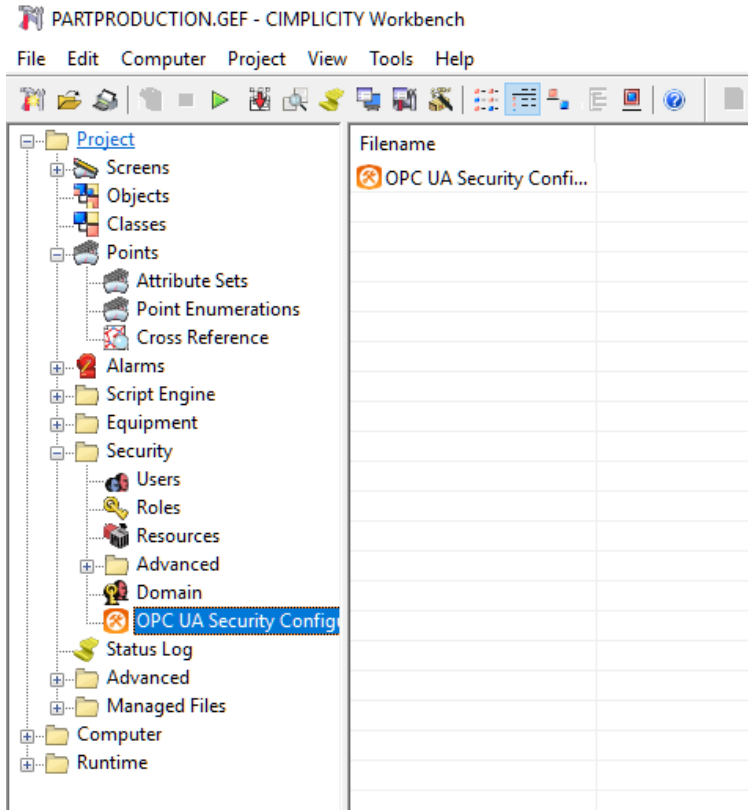 PARTPRODUCTION.GEF - CIMPLICITY Workbench
File Edit Computer Project View Tools Help
Project
Screens
Objects
Classes
Points
Attribute Sets
Point Enumerations
Cross Reference
Alarms
Script Engine
Equipment
Security
Users
Roles
Resources
Advanced
Domain
OPC UA Security Config
Status Log
Advanced
Managed Files
Computer
Runtime
Filename
OPC UA Security Confi...